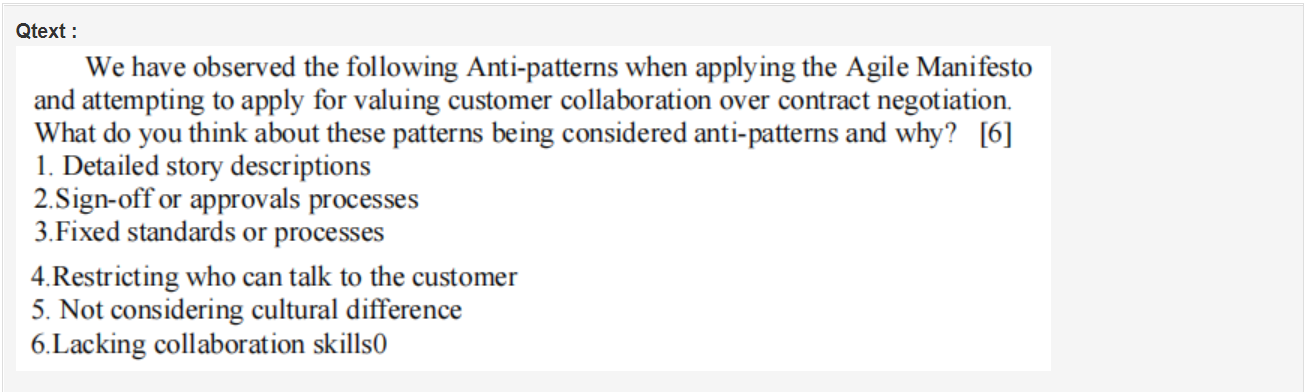 Qtext :
We have observed the following Anti-patterns when applying the Agile Manifesto
and attempting to apply for valuing customer collaboration over contract negotiation.
What do you think about these patterns being considered anti-patterns and why? [6]
1. Detailed story descriptions
2.Sign-off or approvals processes
3.Fixed standards or processes
4.Restricting who can talk to the customer
5. Not considering cultural difference
6.Lacking collaboration skills0